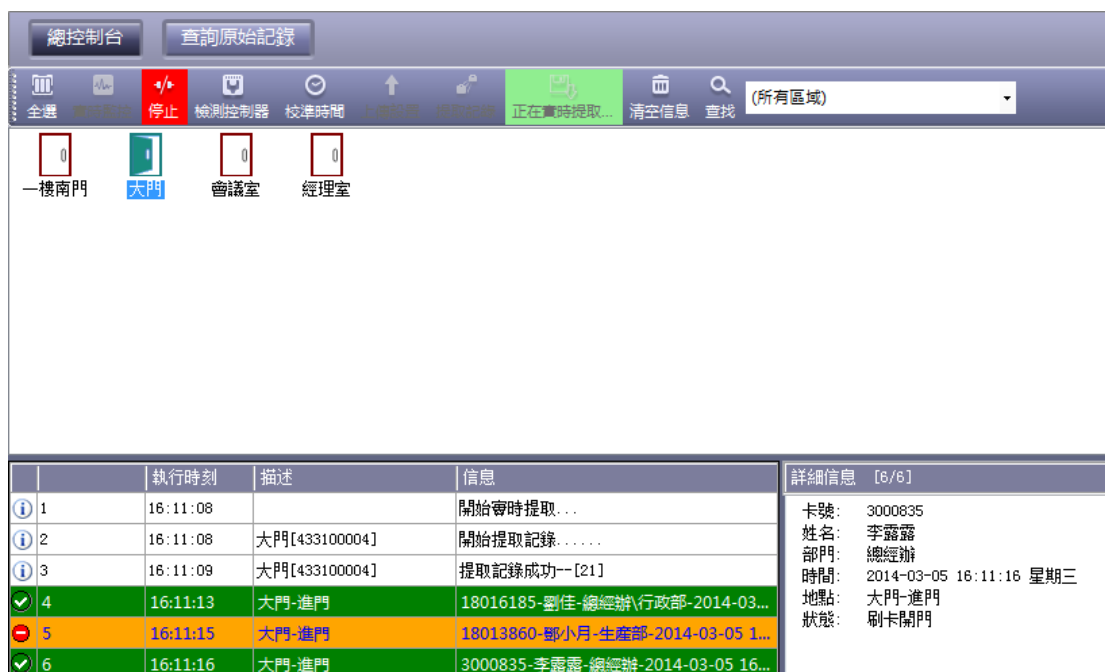 總控制台 查詢原始記錄
全選 停止 檢測控制器 校準時間 正在實時提取... 清空信息 查找 (所有區域)
一樓南門 大門 會議室 經理室
執行時刻 描述 信息
1 16:11:08 開始實時提取...
2 16:11:08 大門[433100004] 開始提取記錄......
3 16:11:09 大門[433100004] 提取記錄成功--[21]
4 16:11:13 大門-進門 18016185-劉佳-總經辦\行政部-2014-03...
5 16:11:15 大門-進門 18013860-鄧小月-生產部-2014-03-05 1...
6 16:11:16 大門-進門 3000835-李露露-總經辦-2014-03-05 16...
詳細信息 [6/6]
卡號: 3000835
姓名: 李露露
部門: 總經辦
時間: 2014-03-05 16:11:16 星期三
地點: 大門-進門
狀態: 刷卡開門